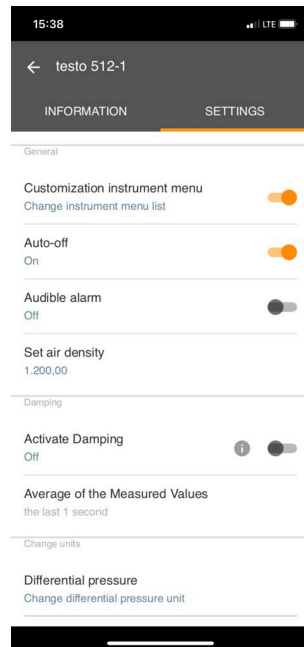 15:38
LTE
testo 512-1
INFORMATION SETTINGS
General
Customization instrument menu
Change instrument menu list
Auto-off
On
Audible alarm
Off
Set air density
1.200,00
Damping
Activate Damping
Off
Average of the Measured Values
the last 1 second
Change units
Differential pressure
Change differential pressure unit